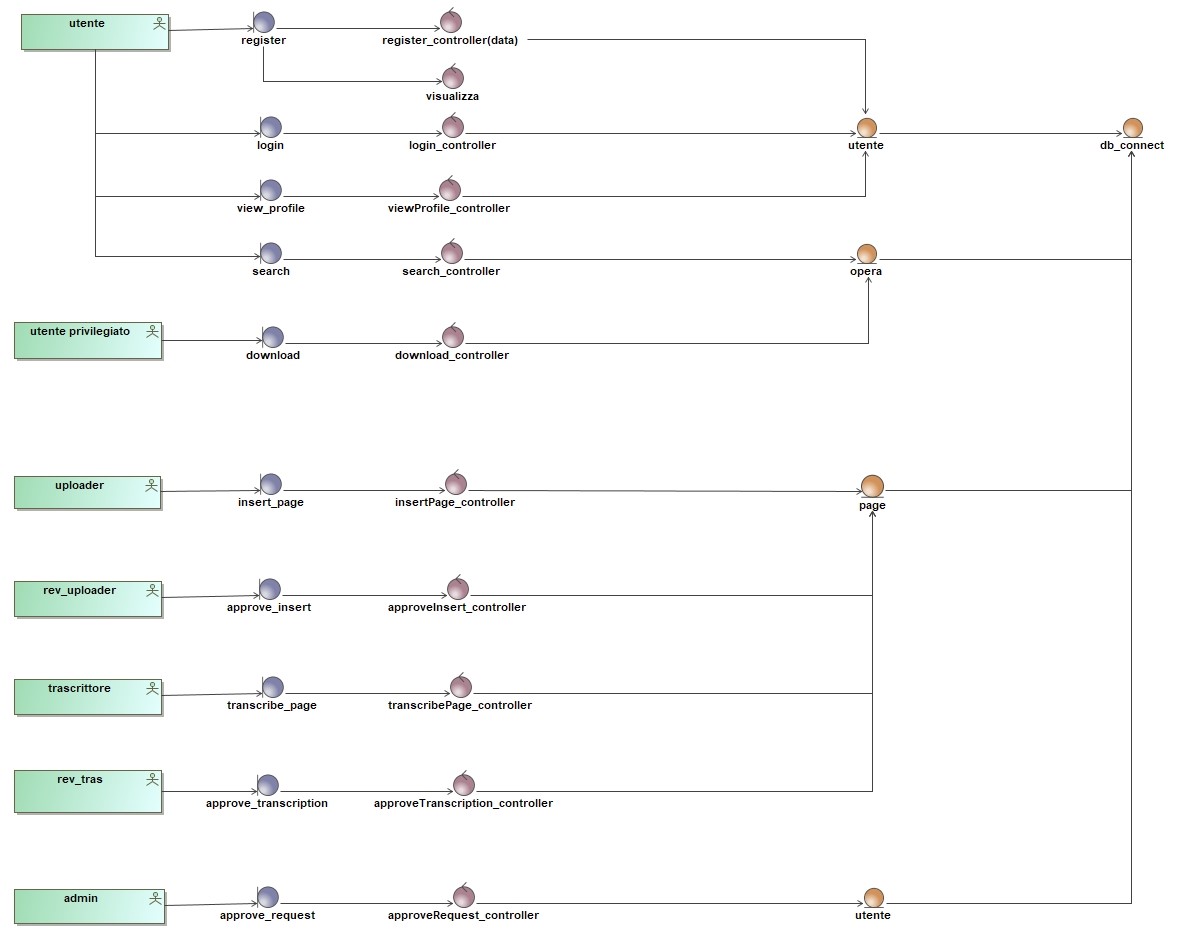 utente
register
register_controller(data)
visualizza
login
login_controller
utente
db_connect
view_profile
viewProfile_controller
search
search_controller
opera
utente privilegiato
download
download_controller
uploader
insert_page
insertPage_controller
page
rev_uploader
approve_insert
approveInsert_controller
trascrittore
transcribe_page
transcribePage_controller
rev_tras
approve_transcription
approveTranscription_controller
admin
approve_request
approveRequest_controller
utente